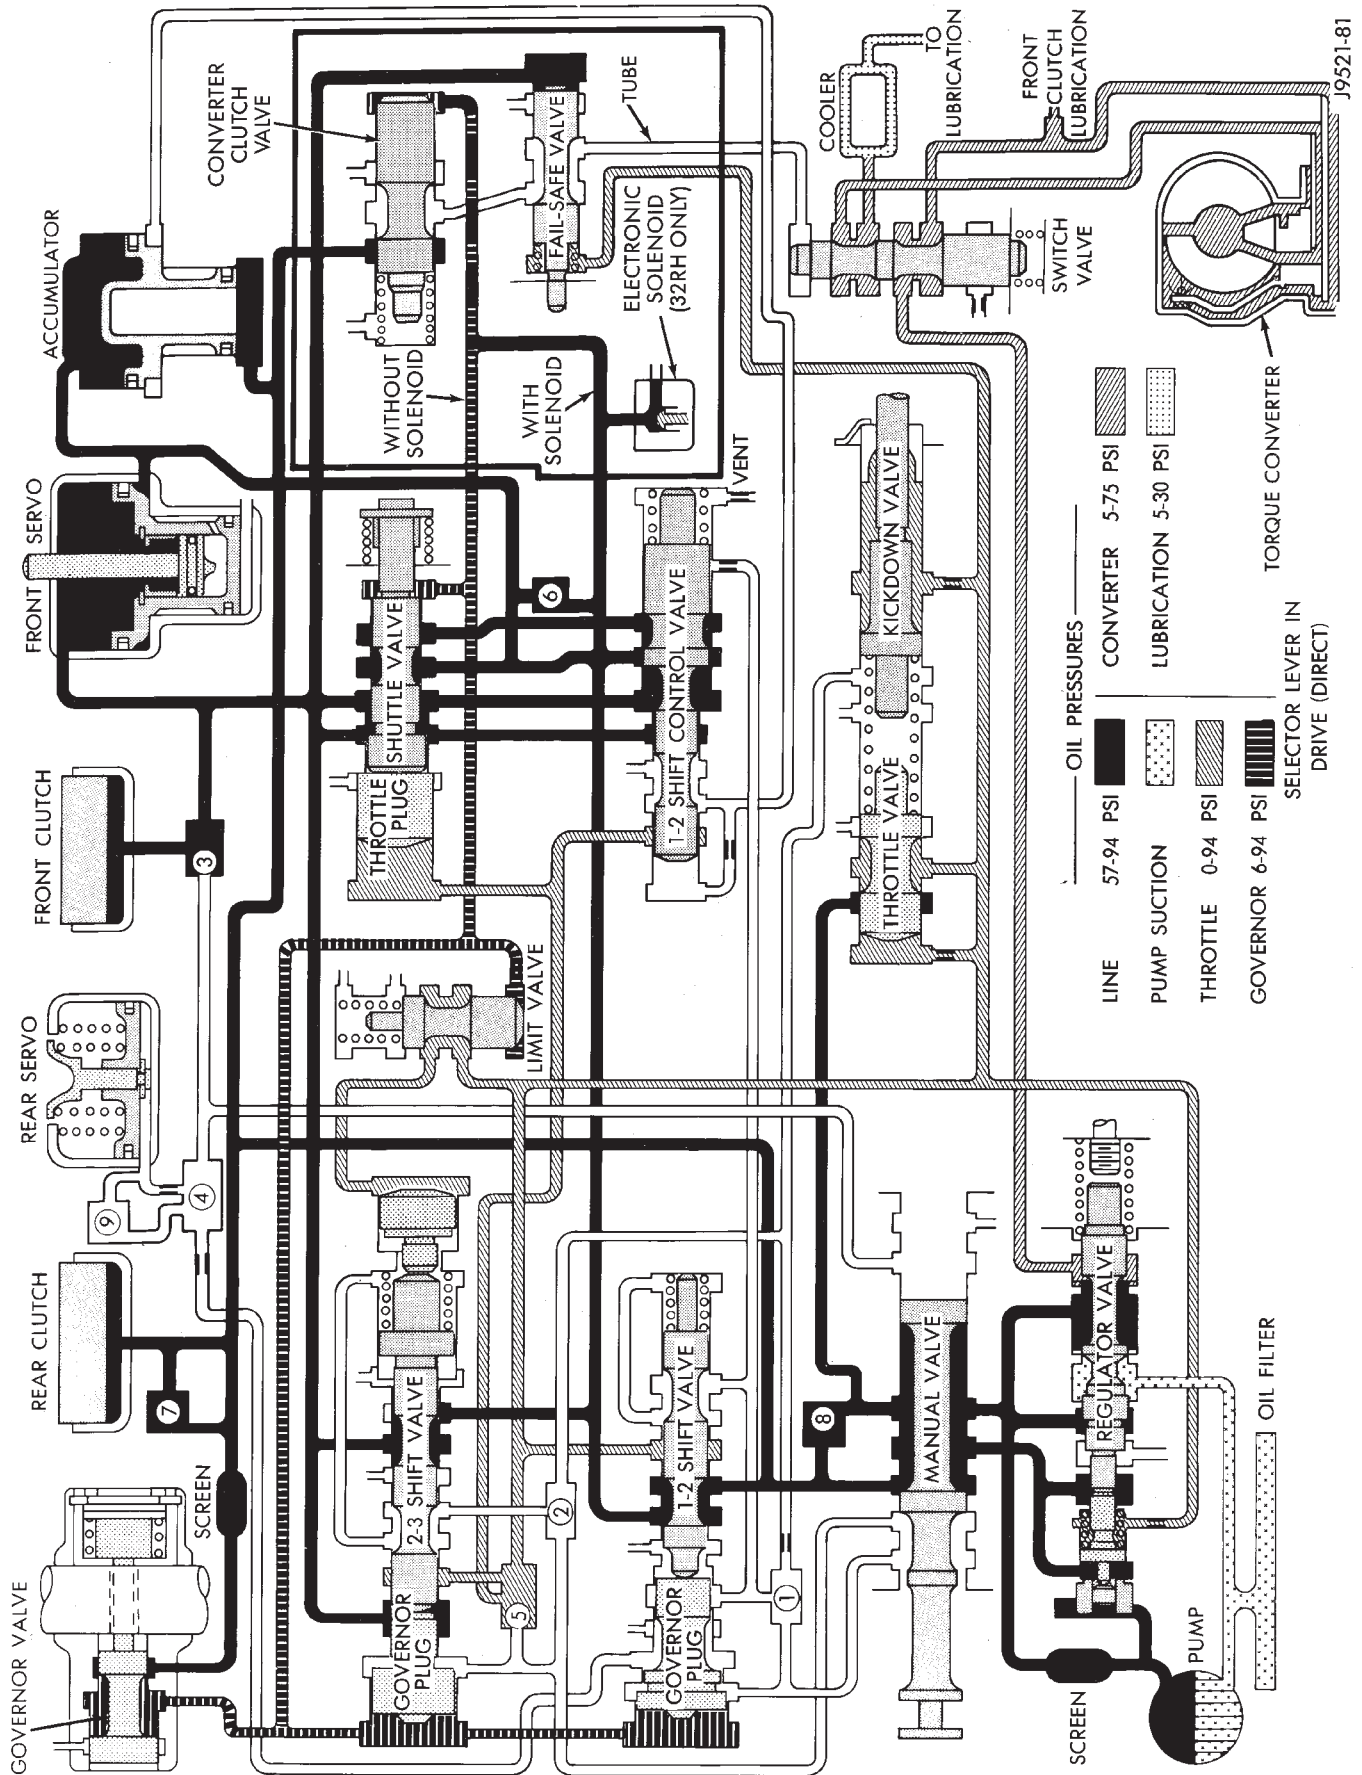 GOVERNOR VALVE
SCREEN
REAR CLUTCH
7
REAR SERVO
9
4
FRONT CLUTCH
3
FRONT SERVO
ACCUMULATOR
CONVERTER
CLUTCH
VALVE
GOVERNOR
PLUG
2-3 SHIFT VALVE
5
2
LIMIT VALVE
THROTTLE
PLUG
SHUTTLE VALVE
WITHOUT
SOLENOID
WITH
SOLENOID
ELECTRONIC
SOLENOID
(32RH ONLY)
FAIL-SAFE VALVE
TUBE
GOVERNOR
PLUG
1-2 SHIFT VALVE
1
8
1-2 SHIFT CONTROL VALVE
6
VENT
MANUAL VALVE
THROTTLE VALVE
KICKDOWN VALVE
SWITCH
VALVE
COOLER
TO
LUBRICATION
FRONT
CLUTCH
LUBRICATION
SCREEN
PUMP
REGULATOR VALVE
OIL FILTER
OIL PRESSURES
LINE 57-94 PSI
PUMP SUCTION
THROTTLE 0-94 PSI
GOVERNOR 6-94 PSI
CONVERTER 5-75 PSI
LUBRICATION 5-30 PSI
SELECTOR LEVER IN
DRIVE (DIRECT)
TORQUE CONVERTER
J9521-81